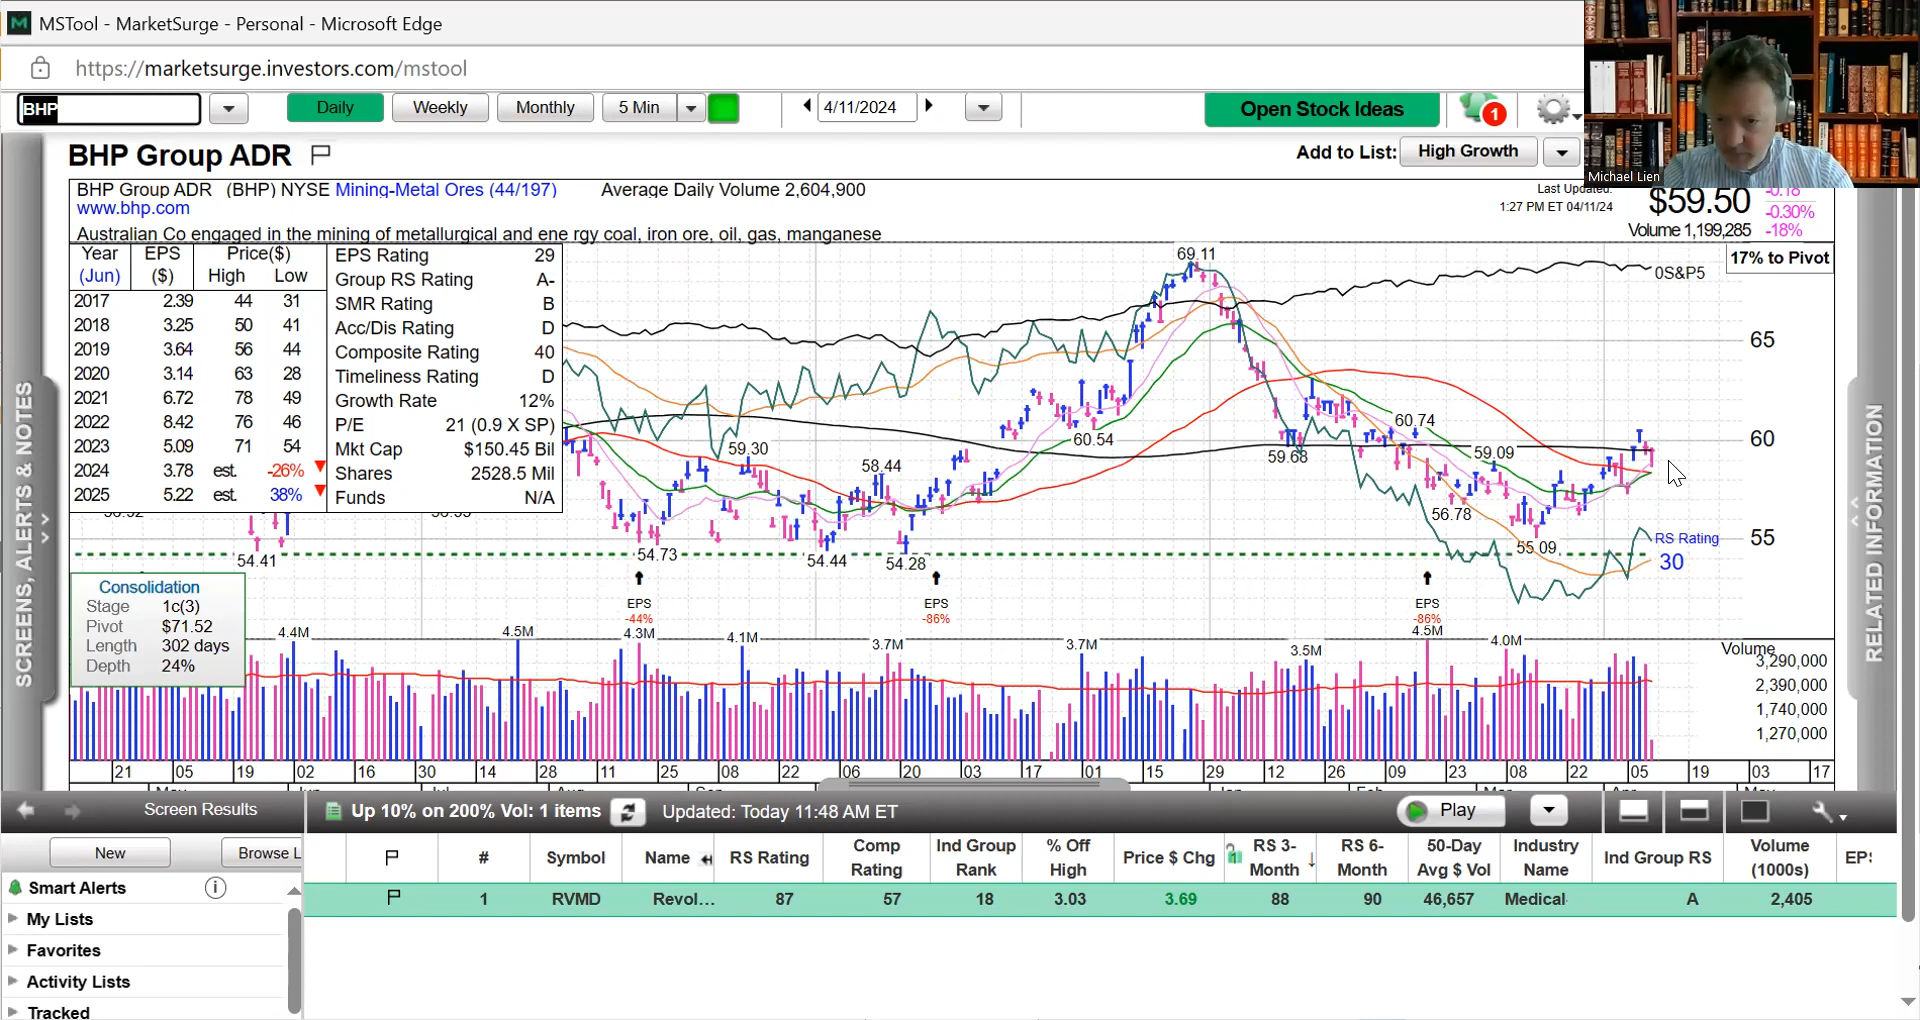 MSTool - MarketSurge - Personal - Microsoft Edge
https://marketsurge.investors.com/mstool
BHP
Daily
Weekly
Monthly
5 Min
4/11/2024
Open Stock Ideas
1
BHP Group ADR
Add to List:
High Growth
Michael Lien
BHP Group ADR (BHP) NYSE Mining-Metal Ores (44/197) Average Daily Volume 2,604,900
www.bhp.com
Australian Co engaged in the mining of metallurgical and ene rgy coal, iron ore, oil, gas, manganese
Last Updated:
1:27 PM ET 04/11/24
$59.50
-0.18
-0.30%
Volume 1,199,285
-18%
17% to Pivot
Year EPS Price($)
(Jun) ($) High Low
2017 2.39 44 31
2018 3.25 50 41
2019 3.64 56 44
2020 3.14 63 28
2021 6.72 78 49
2022 8.42 76 46
2023 5.09 71 54
2024 3.78 est. -26%
2025 5.22 est. 38%
EPS Rating 29
Group RS Rating A-
SMR Rating B
Acc/Dis Rating D
Composite Rating 40
Timeliness Rating D
Growth Rate 12%
P/E 21 (0.9 X SP)
Mkt Cap $150.45 Bil
Shares 2528.5 Mil
Funds N/A
69.11
0S&P5
65
60
55
60.54
59.30
58.44
59.68
60.74
59.09
56.78
55.09
54.41
54.73
54.44
54.28
RS Rating
30
EPS
-44%
EPS
-86%
EPS
-86%
Consolidation
Stage 1c(3)
Pivot $71.52
Length 302 days
Depth 24%
4.4M
4.5M
4.3M
4.1M
3.7M
3.7M
3.5M
4.5M
4.0M
Volume
3,290,000
2,390,000
1,740,000
1,270,000
21 05 19 02 16 30 14 28 11 25 08 22 06 20 03 17 01 15 29 12 26 09 23 08 22 05 19 03 17
SCREENS, ALERTS & NOTES
RELATED INFORMATION
Screen Results
Up 10% on 200% Vol: 1 items
Updated: Today 11:48 AM ET
Play
New
Browse L
Smart Alerts
My Lists
Favorites
Activity Lists
Tracked
# Symbol Name RS Rating Comp Rating Ind Group Rank % Off High Price $ Chg 1 RS 3-Month RS 6-Month 50-Day Avg $ Vol Industry Name Ind Group RS Volume (1000s)
1 RVMD Revol... 87 57 18 3.03 3.69 88 90 46,657 Medical A 2,405